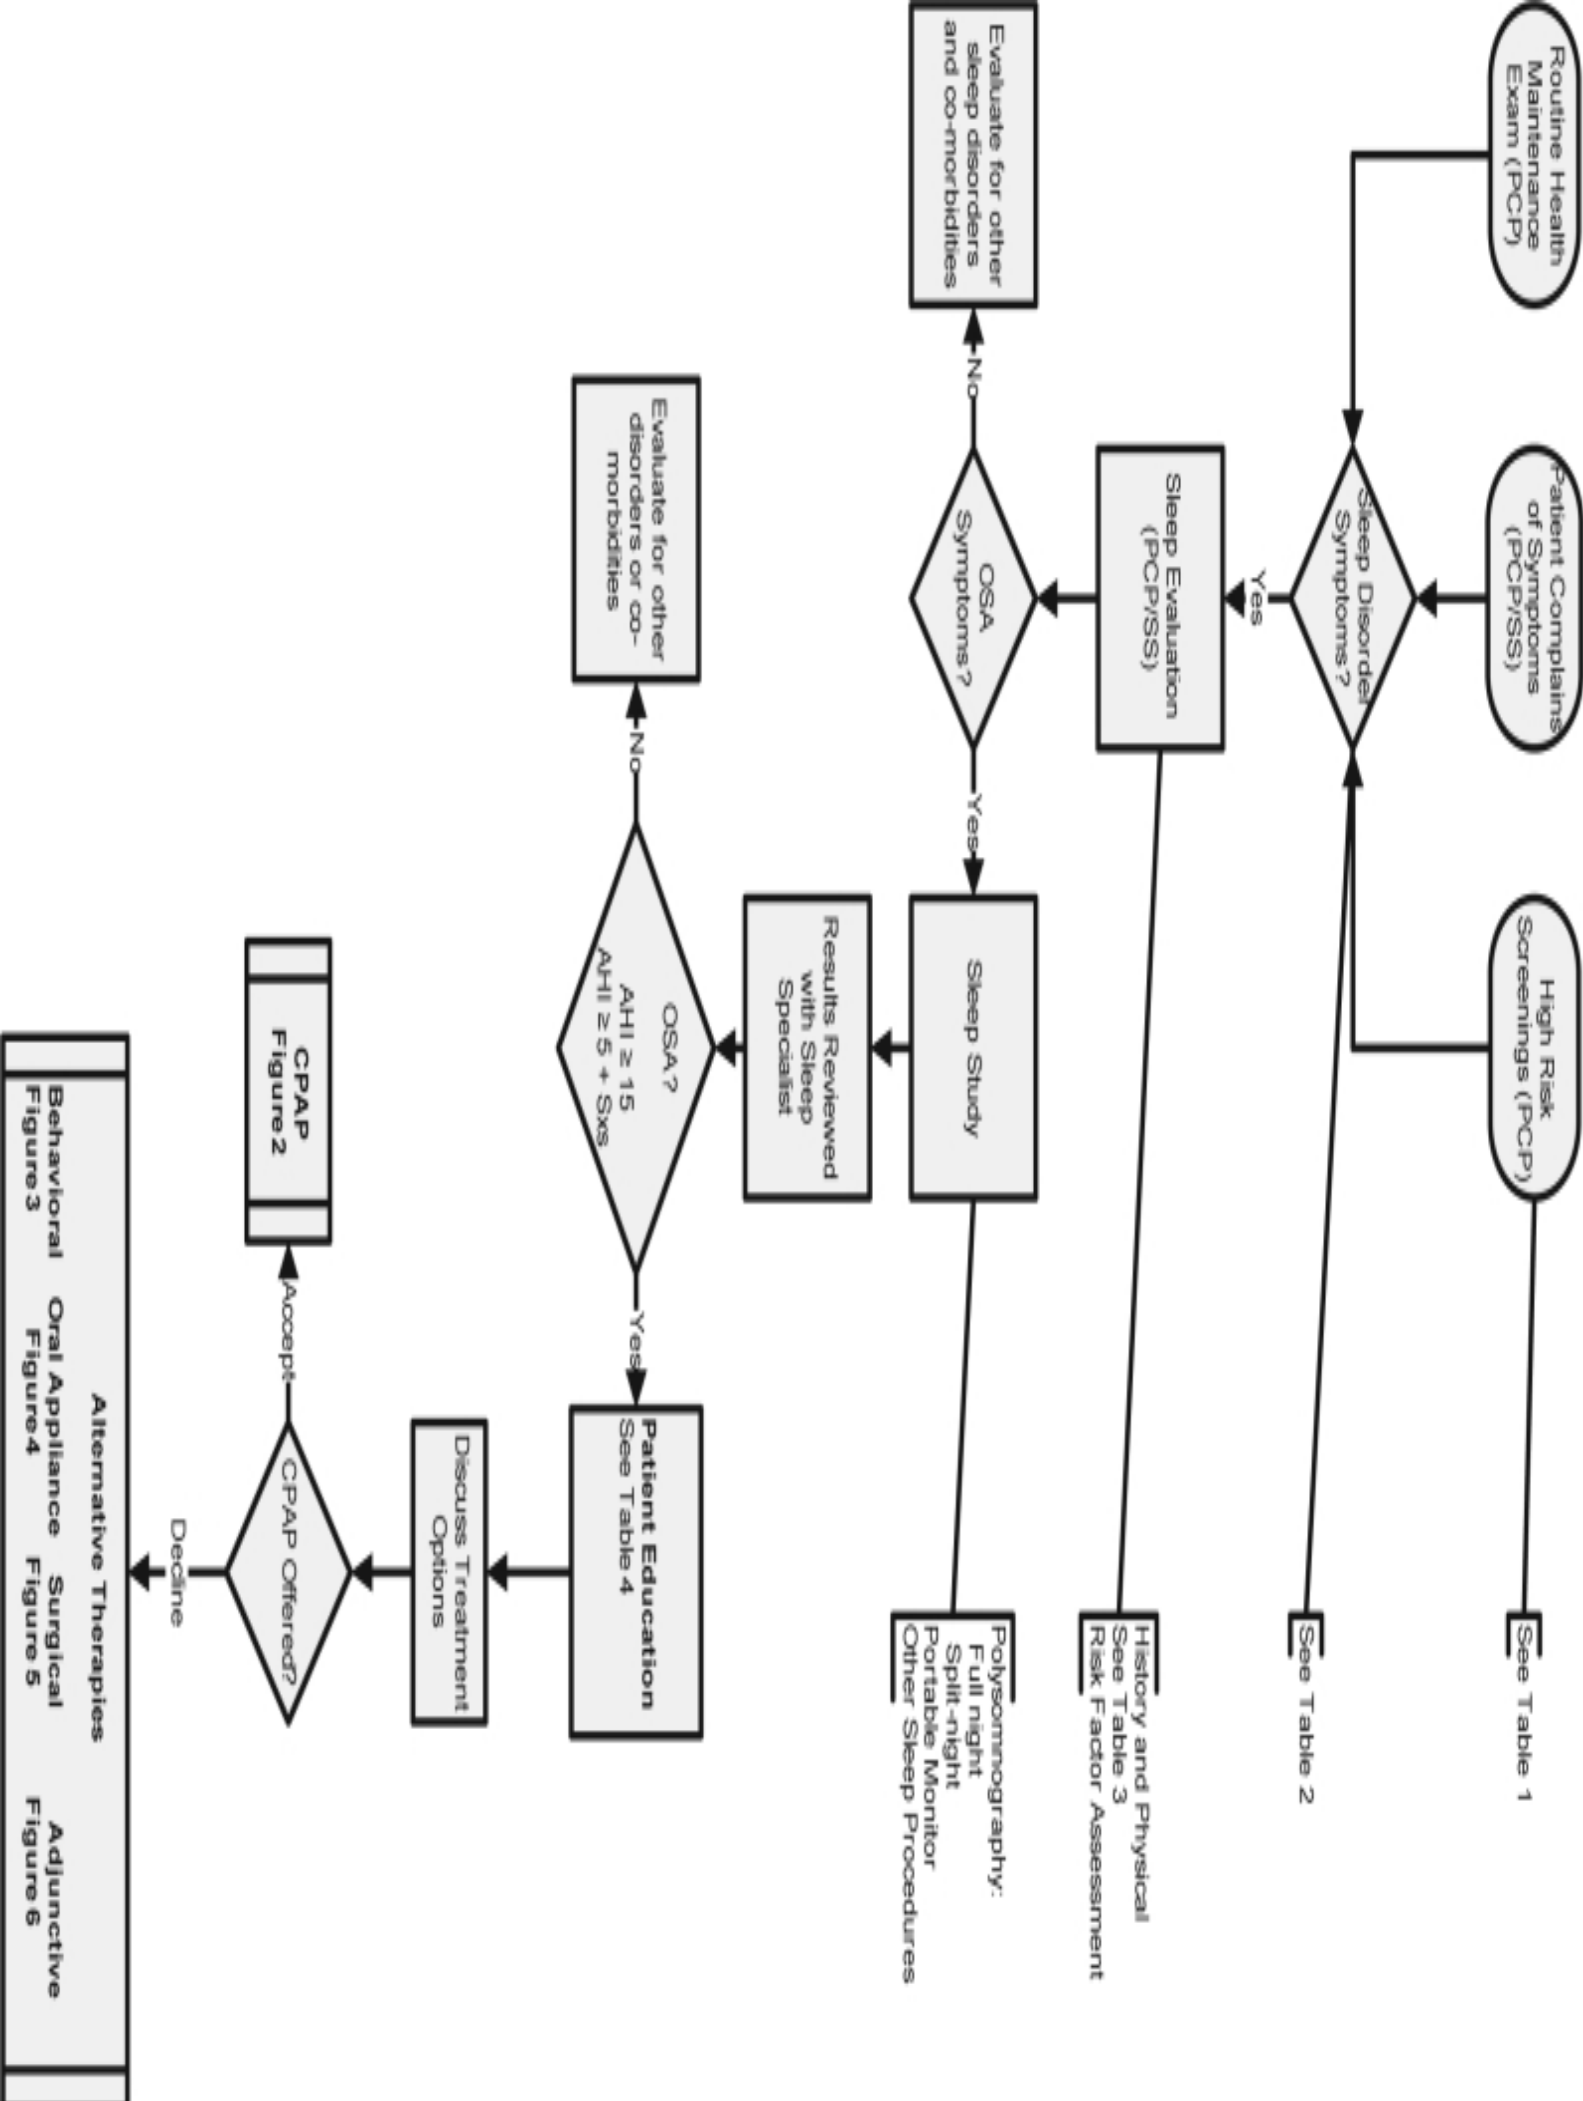 Routine Health
Maintenance
Exam (PCP)
Patient Complains
of Symptoms
(PCP/SS)
High Risk
Screenings (PCP)
See Table 1
Sleep Disorder
Symptoms?
See Table 2
Yes
Sleep Evaluation
(PCP/SS)
History and Physical
See Table 3
Risk Factor Assessment
Evaluate for other
sleep disorders
and co-morbidities
No
OSA
Symptoms?
Yes
Sleep Study
Polysomnography:
Full night
Split-night
Portable Monitor
Other Sleep Procedures
Results Reviewed
with Sleep
Specialist
Evaluate for other
disorders or co-
morbidities
No
OSA?
AHI ≥ 15
AHI ≥ 5 + Sxs
Yes
Patient Education
See Table 4
Discuss Treatment
Options
CPAP
Figure 2
Accept
CPAP Offered?
Decline
Alternative Therapies
Behavioral Oral Appliance Surgical Adjunctive
Figure 3 Figure 4 Figure 5 Figure 6